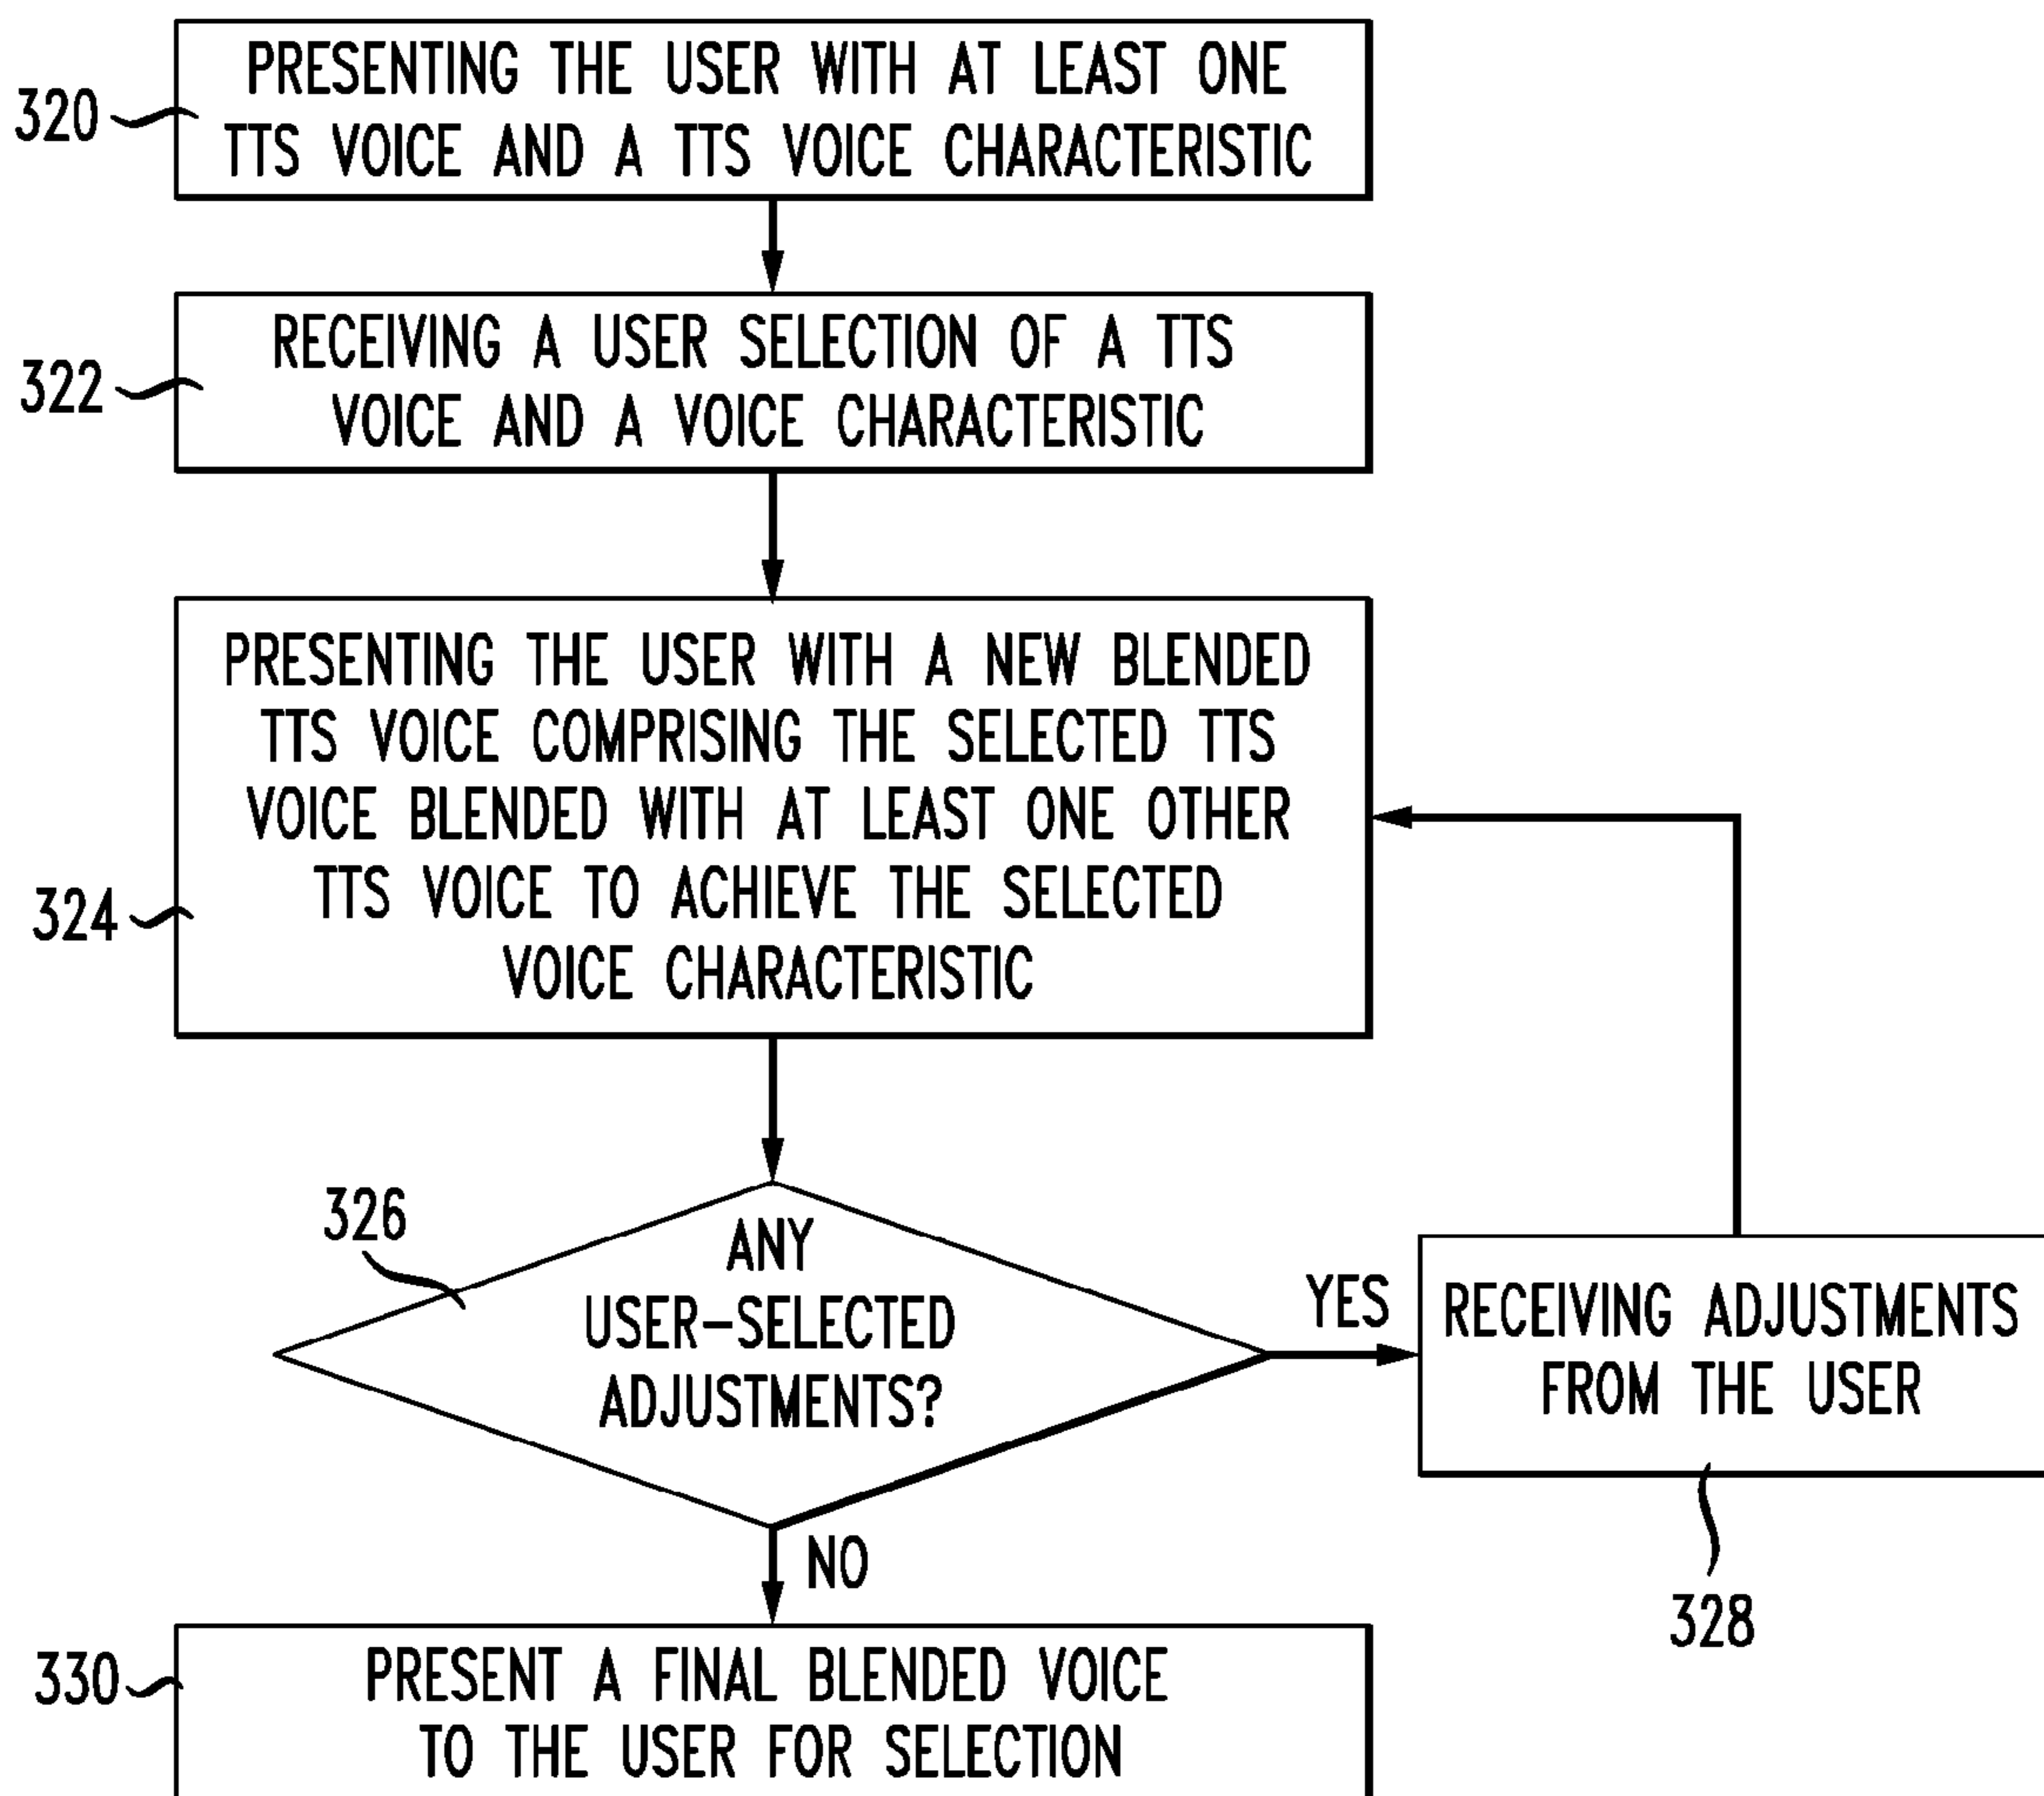 320
PRESENTING THE USER WITH AT LEAST ONE
TTS VOICE AND A TTS VOICE CHARACTERISTIC
322
RECEIVING A USER SELECTION OF A TTS
VOICE AND A VOICE CHARACTERISTIC
324
PRESENTING THE USER WITH A NEW BLENDED
TTS VOICE COMPRISING THE SELECTED TTS
VOICE BLENDED WITH AT LEAST ONE OTHER
TTS VOICE TO ACHIEVE THE SELECTED
VOICE CHARACTERISTIC
326
ANY
USER-SELECTED
ADJUSTMENTS?
YES
RECEIVING ADJUSTMENTS
FROM THE USER
328
NO
330
PRESENT A FINAL BLENDED VOICE
TO THE USER FOR SELECTION